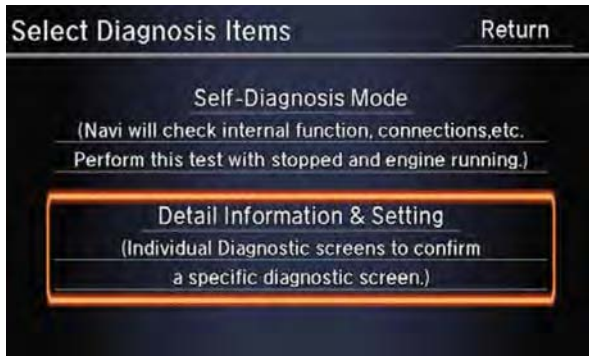 Select Diagnosis Items
Return
Self-Diagnosis Mode
(Navi will check internal function, connections,etc.
Perform this test with stopped and engine running.)
Detail Information & Setting
(Individual Diagnostic screens to confirm
a specific diagnostic screen.)